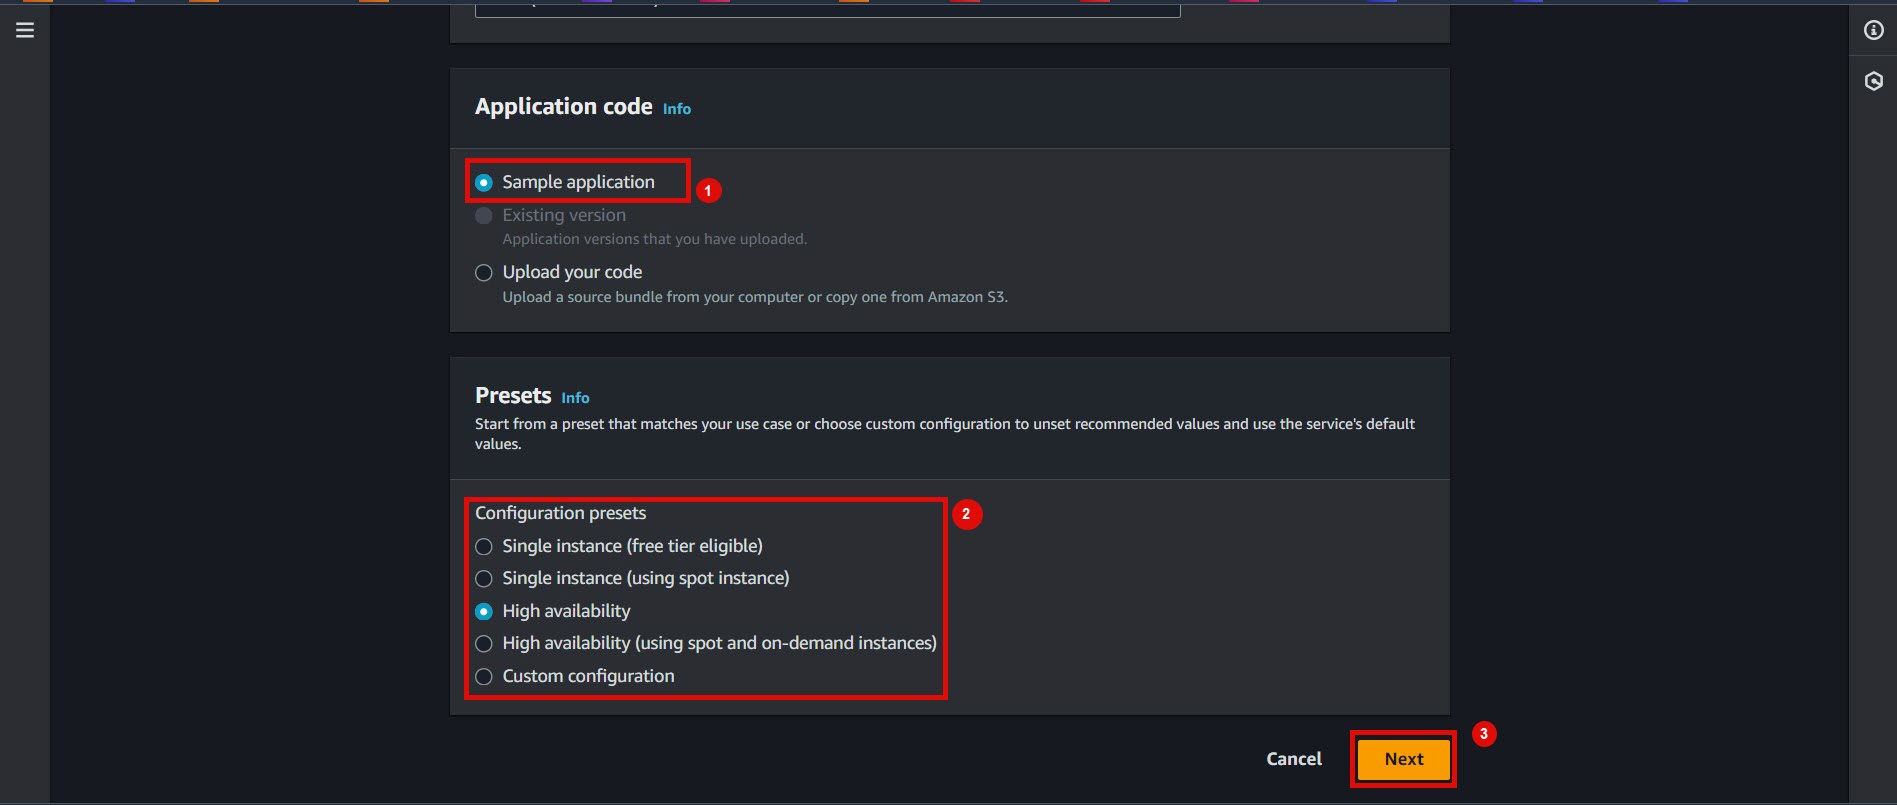 Application code Info
Sample application
1
Existing version
Application versions that you have uploaded.
Upload your code
Upload a source bundle from your computer or copy one from Amazon S3.
Presets Info
Start from a preset that matches your use case or choose custom configuration to unset recommended values and use the service's default
values.
Configuration presets
2
Single instance (free tier eligible)
Single instance (using spot instance)
High availability
High availability (using spot and on-demand instances)
Custom configuration
3
Cancel
Next